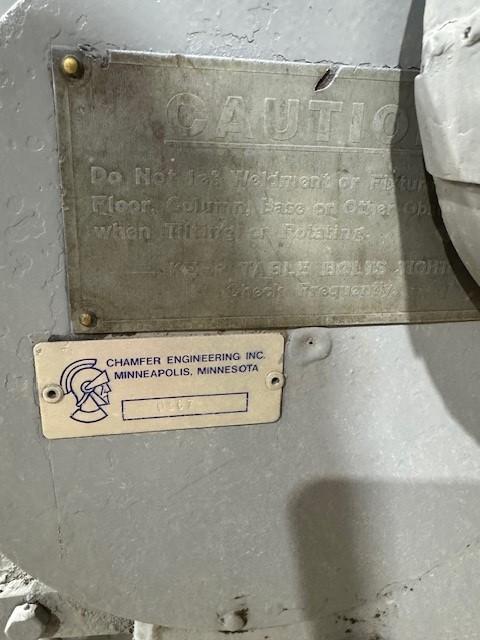 CAUTIO
Do Not Let Weldment or Fixtur
Floor, Column, Base or Other Ob
when Tilting or Rotating.
KEEP TABLE BOLTS TIGHT
Check Frequently.
CHAMFER ENGINEERING INC.
MINNEAPOLIS, MINNESOTA